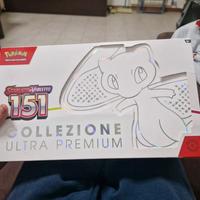 Pokémon
SCARLATTO E VIOLETTO
151
COLLEZIONE
ULTRA PREMIUM